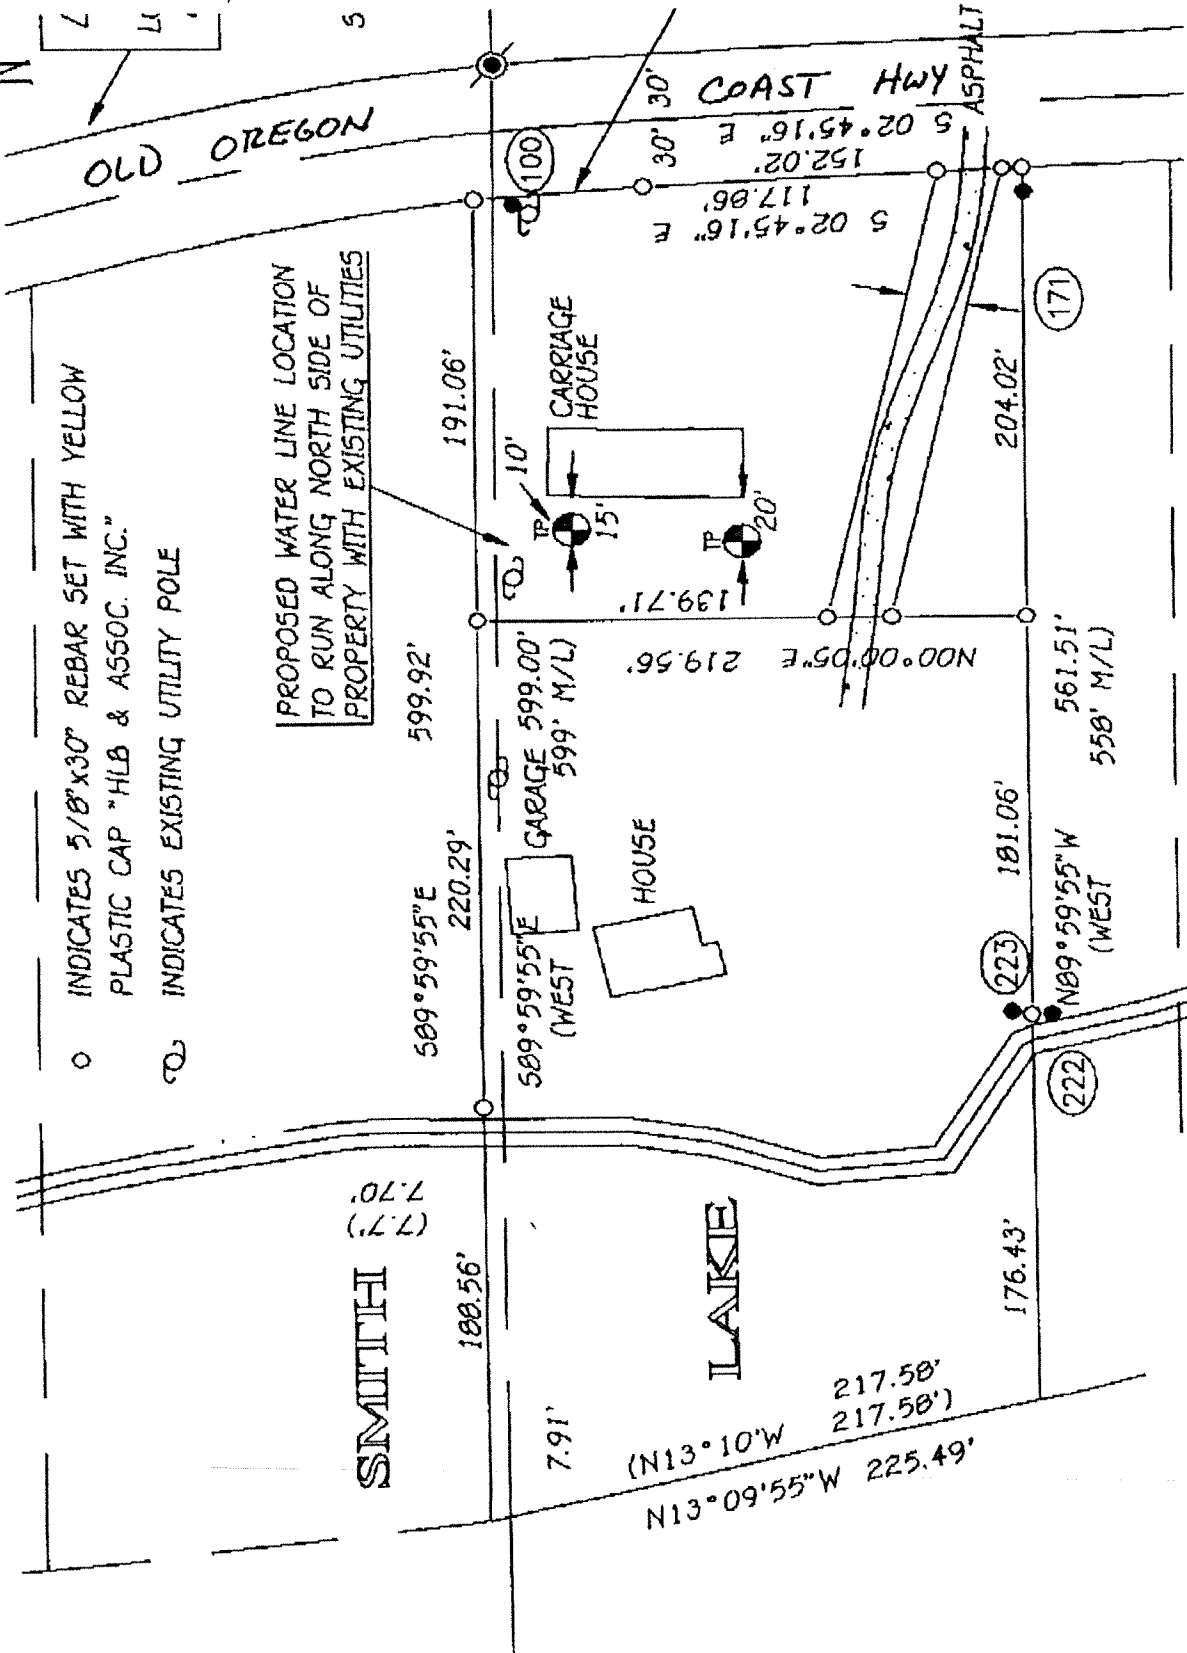 N
S
OLD OREGON COAST HWY
ASPHALT
30' 30'
S 02°45'16" E
152.02'
117.86'
S 02°45'16" E
100
171
PROPOSED WATER LINE LOCATION
TO RUN ALONG NORTH SIDE OF
PROPERTY WITH EXISTING UTILITIES
INDICATES 5/8"x30" REBAR SET WITH YELLOW
PLASTIC CAP "HLB & ASSOC. INC."
INDICATES EXISTING UTILITY POLE
191.06'
CARRIAGE
HOUSE
10'
TP
15'
TP
20'
204.02'
139.71'
N00°00'05"E 219.56'
599.92'
S89°59'55"E
220.29'
GARAGE
599.00'
599' M/L)
S89°59'55"E
(WEST
HOUSE
561.51'
558' M/L)
181.06'
N89°59'55"W
(WEST
223
222
7.70'
(7.7')
SMITH
LAKE
188.56'
176.43'
7.91'
(N13°10'W
217.58'
217.58')
N13°09'55"W 225.49'